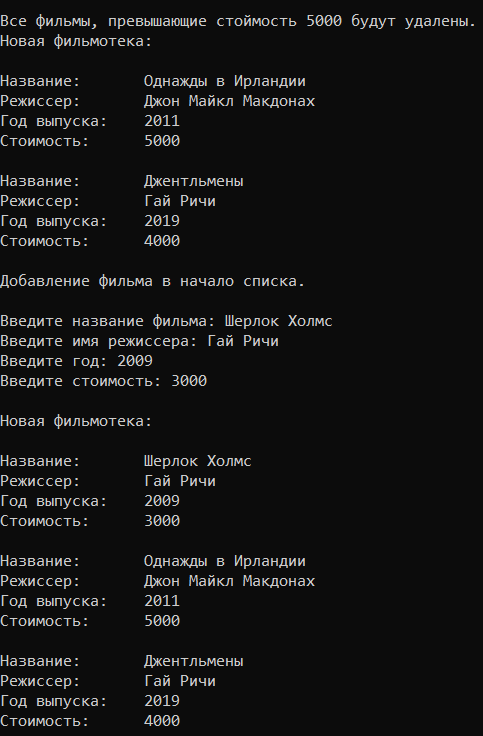 Все фильмы, превышающие стоймость 5000 будут удалены.
Новая фильмотека:
Название: Однажды в Ирландии
Режиссер: Джон Майкл Макдонах
Год выпуска: 2011
Стоимость: 5000
Название: Джентльмены
Режиссер: Гай Ричи
Год выпуска: 2019
Стоимость: 4000
Добавление фильма в начало списка.
Введите название фильма: Шерлок Холмс
Введите имя режиссера: Гай Ричи
Введите год: 2009
Введите стоимость: 3000
Новая фильмотека:
Название: Шерлок Холмс
Режиссер: Гай Ричи
Год выпуска: 2009
Стоимость: 3000
Название: Однажды в Ирландии
Режиссер: Джон Майкл Макдонах
Год выпуска: 2011
Стоимость: 5000
Название: Джентльмены
Режиссер: Гай Ричи
Год выпуска: 2019
Стоимость: 4000